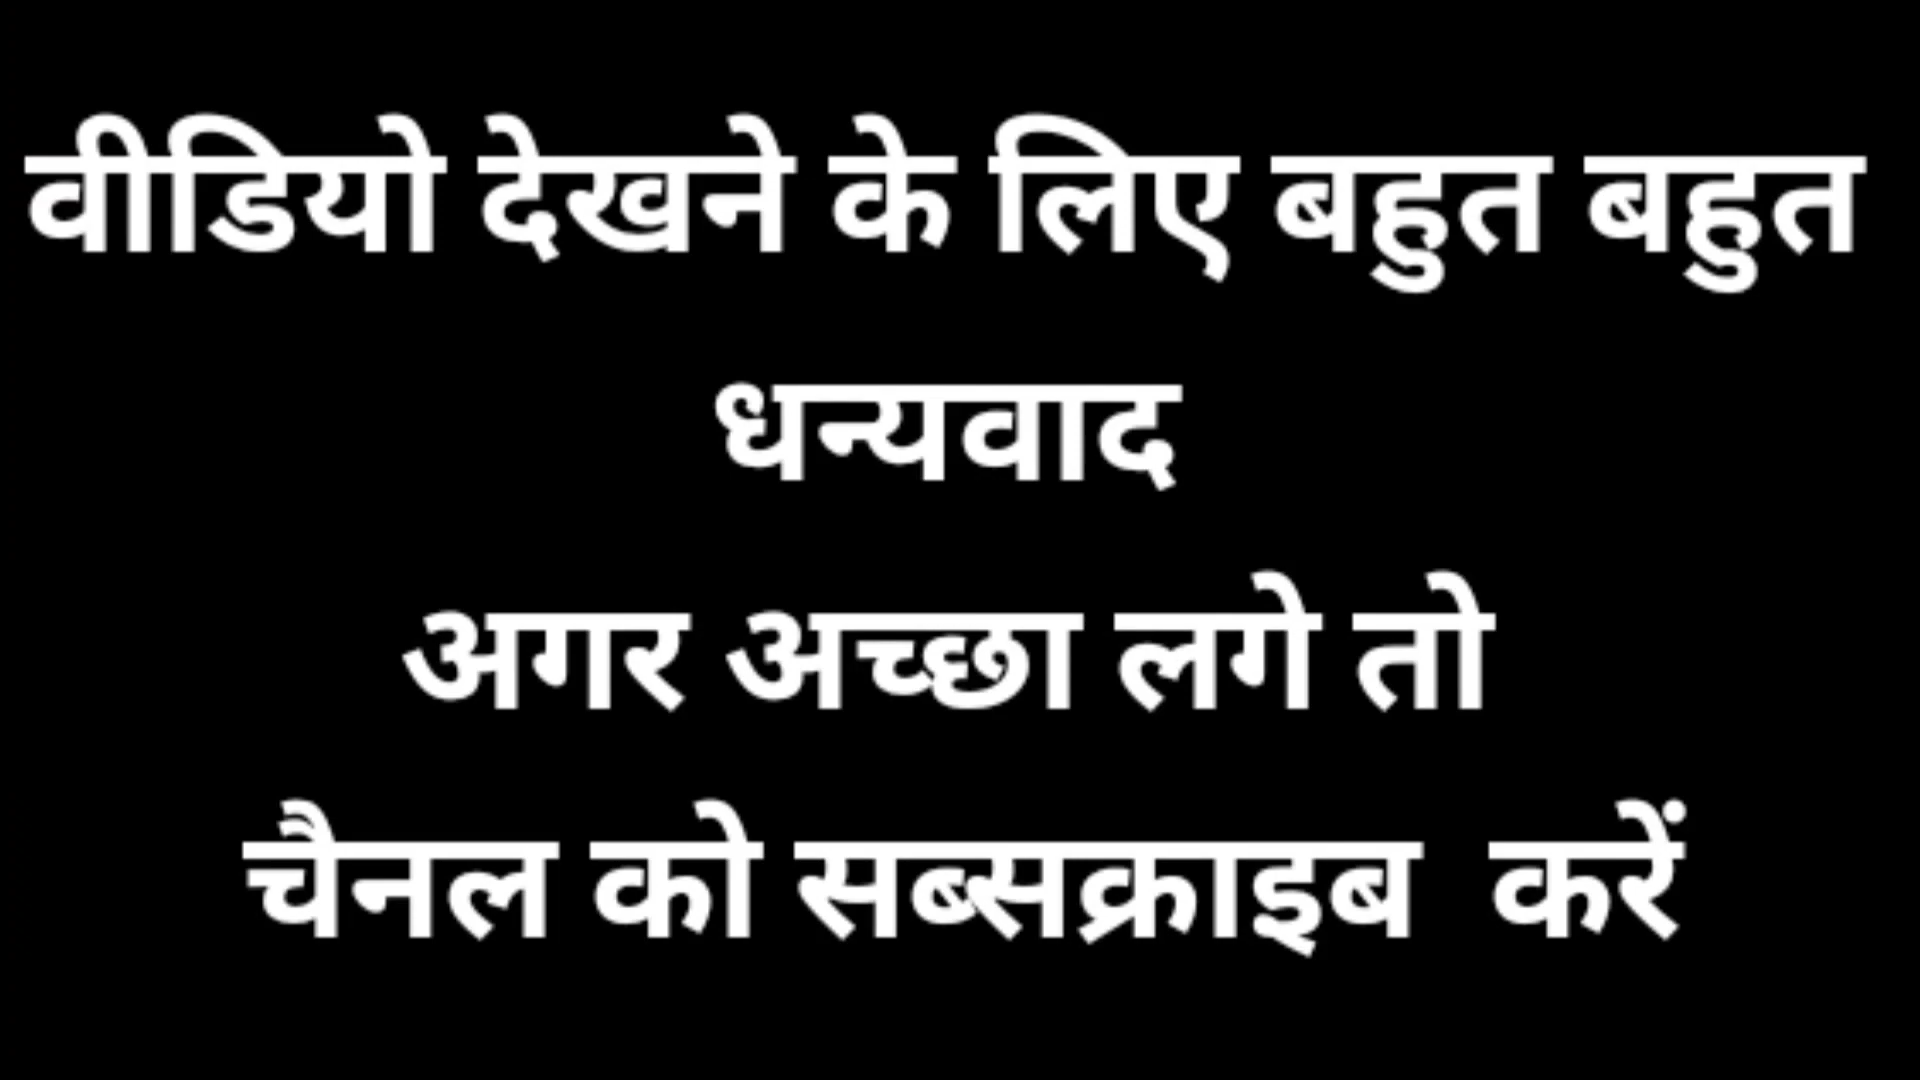 वीडियो देखने के लिए बहुत बहुत
धन्यवाद
अगर अच्छा लगे तो
चैनल को सब्सक्राइब  करें